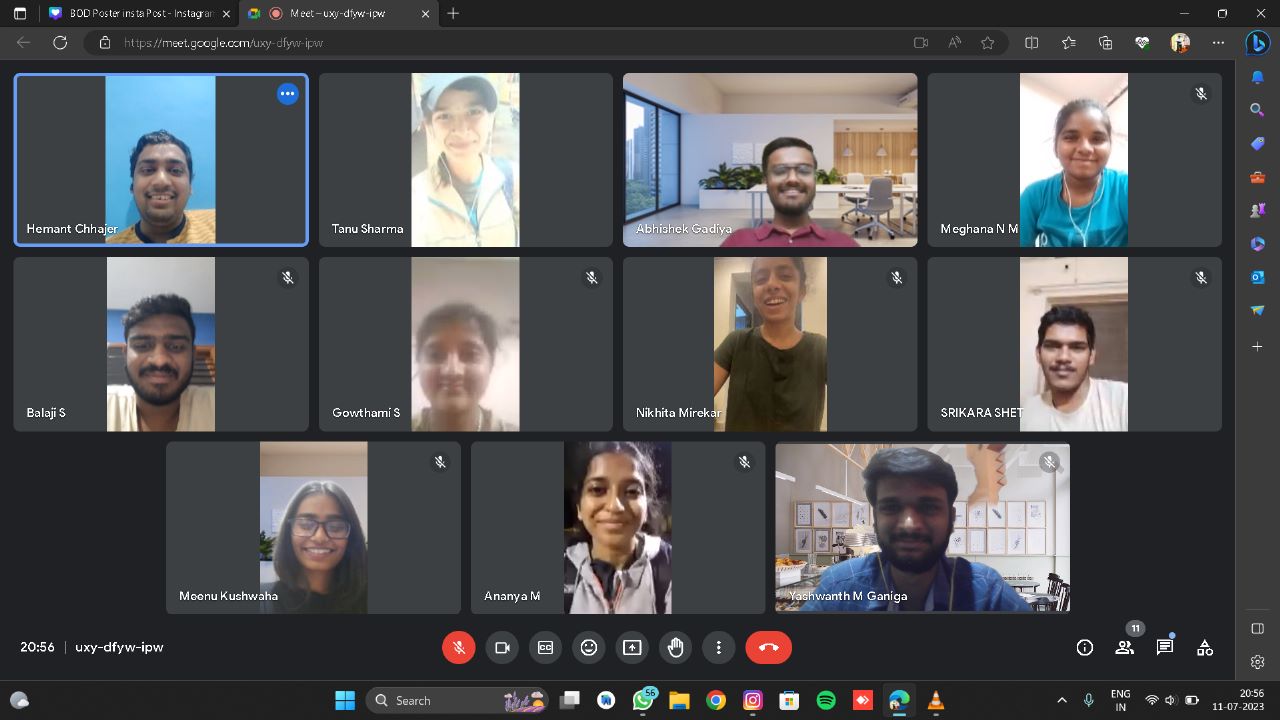 BOD Poster insta Post - Instagram
Meet – uxy-dfyw-ipw
https://meet.google.com/uxy-dfyw-ipw
Hemant Chhajer
Tanu Sharma
Abhishek Gadiya
Meghana N M
Balaji S
Gowthami S
Nikhita Mirekar
SRIKARA SHET
Meenu Kushwaha
Ananya M
Yashwanth M Ganiga
20:56 | uxy-dfyw-ipw
11
Search
56
ENG
IN
20:56
11-07-2023